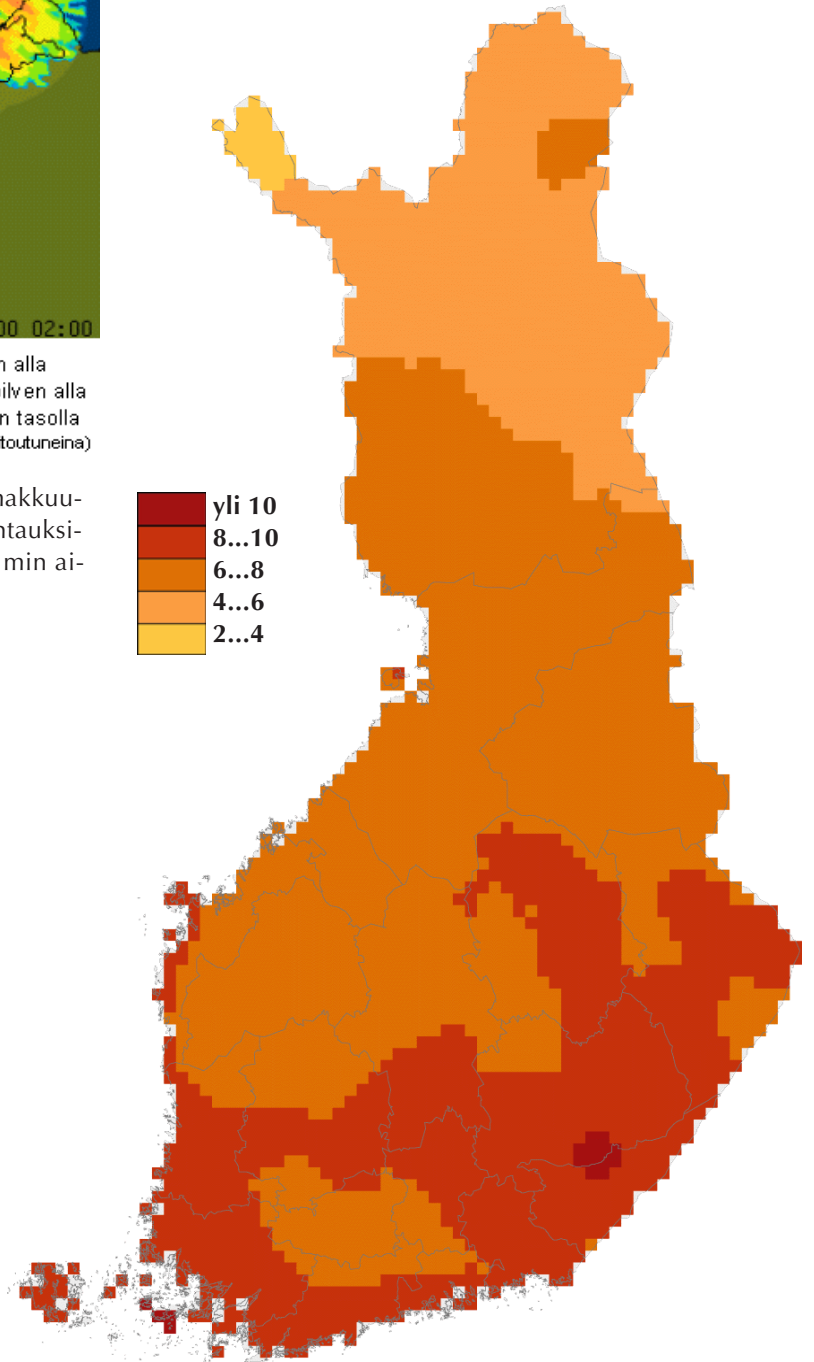 00 02:00
n alla
ilven alla
n tasolla
toutuneina)
nakkuu-
ntauksi-
min ai-
yli 10
8...10
6...8
4...6
2...4